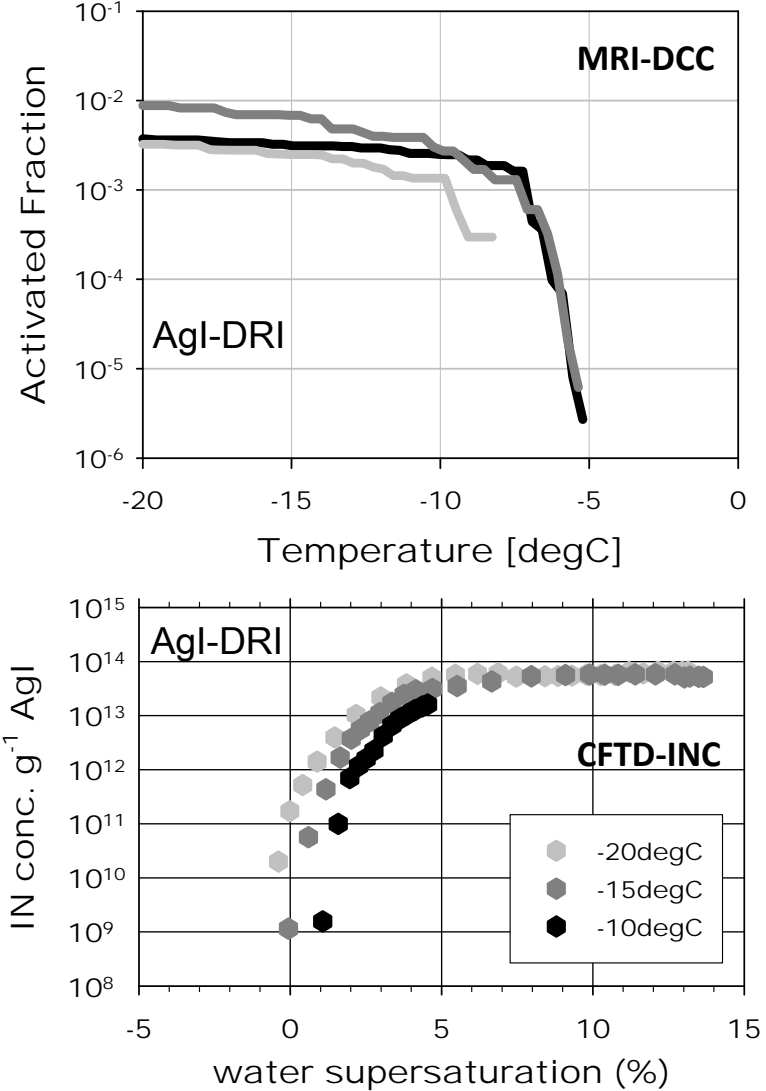 10-1
MRI-DCC
10-2
10-3
10-4
AgI-DRI
10-5
10-6
Activated Fraction
-20 -15 -10 -5 0
Temperature [degC]
1015
AgI-DRI
1014
1013
CFTD-INC
1012
1011
-20degC
1010
-15degC
109
-10degC
108
IN conc. g-1 AgI
-5 0 5 10 15
water supersaturation (%)